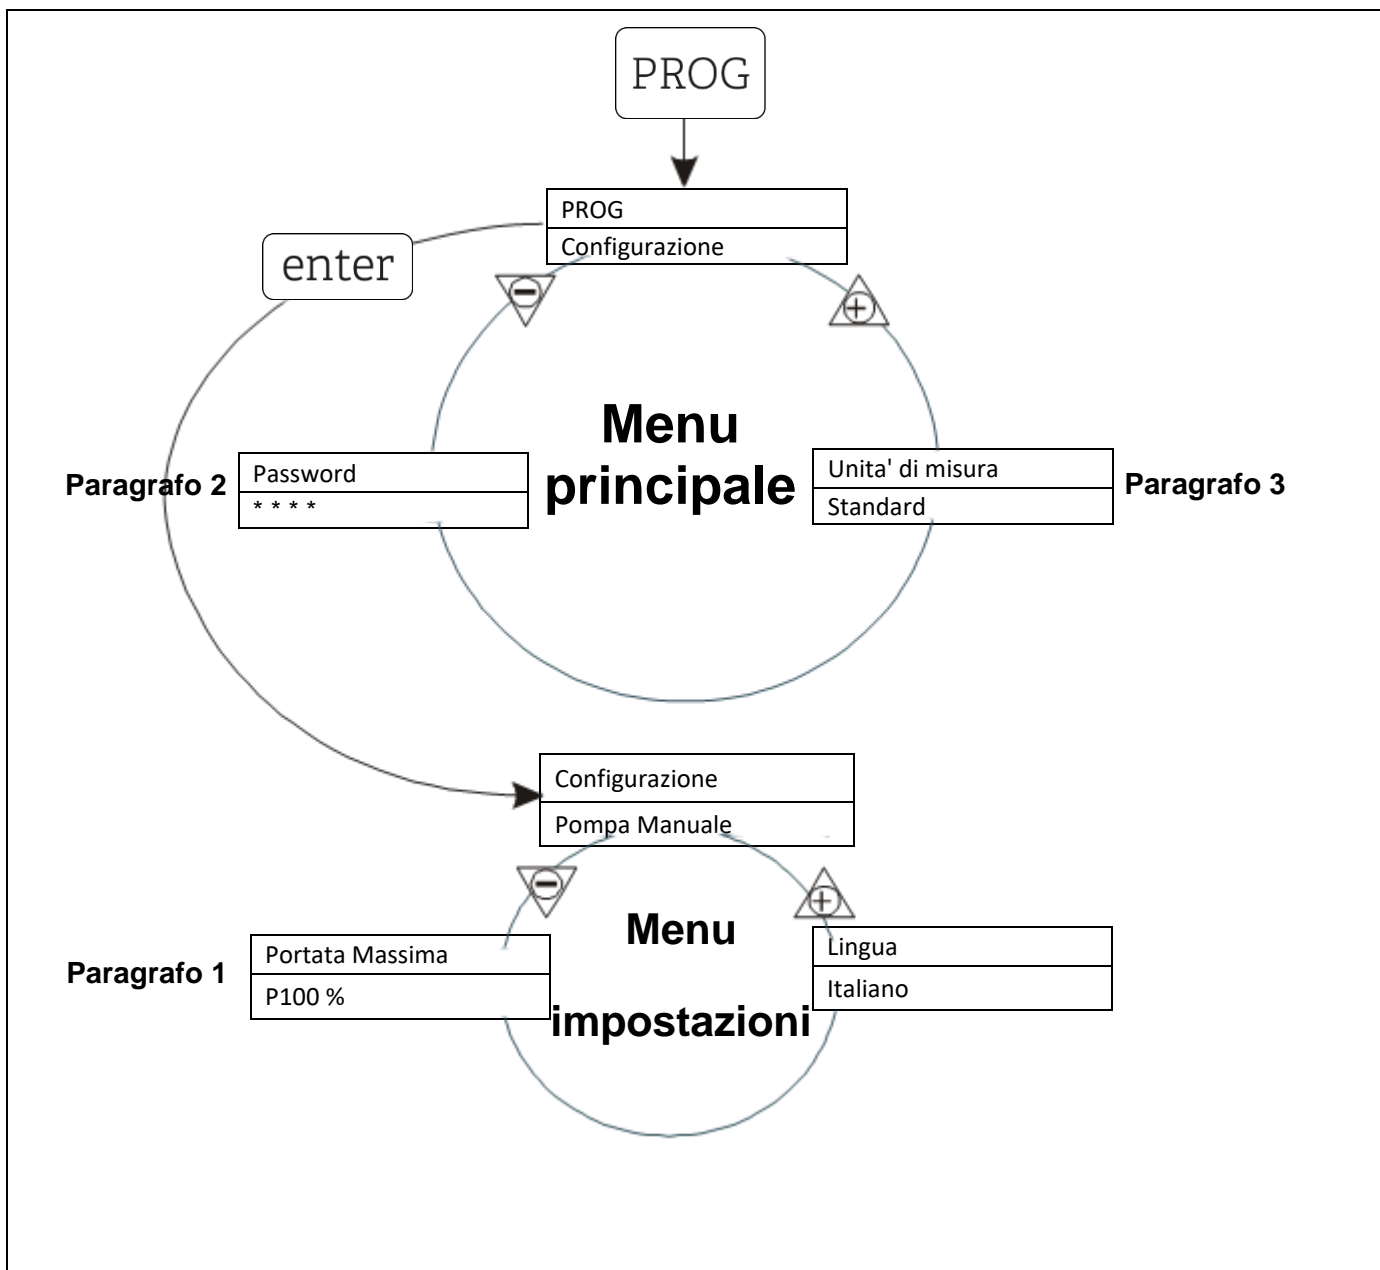 PROG
PROG
Configurazione
enter
Menu
principale
Paragrafo 2
Password
* * * *
Unita' di misura
Standard
Paragrafo 3
Configurazione
Pompa Manuale
Menu
impostazioni
Paragrafo 1
Portata Massima
P100 %
Lingua
Italiano